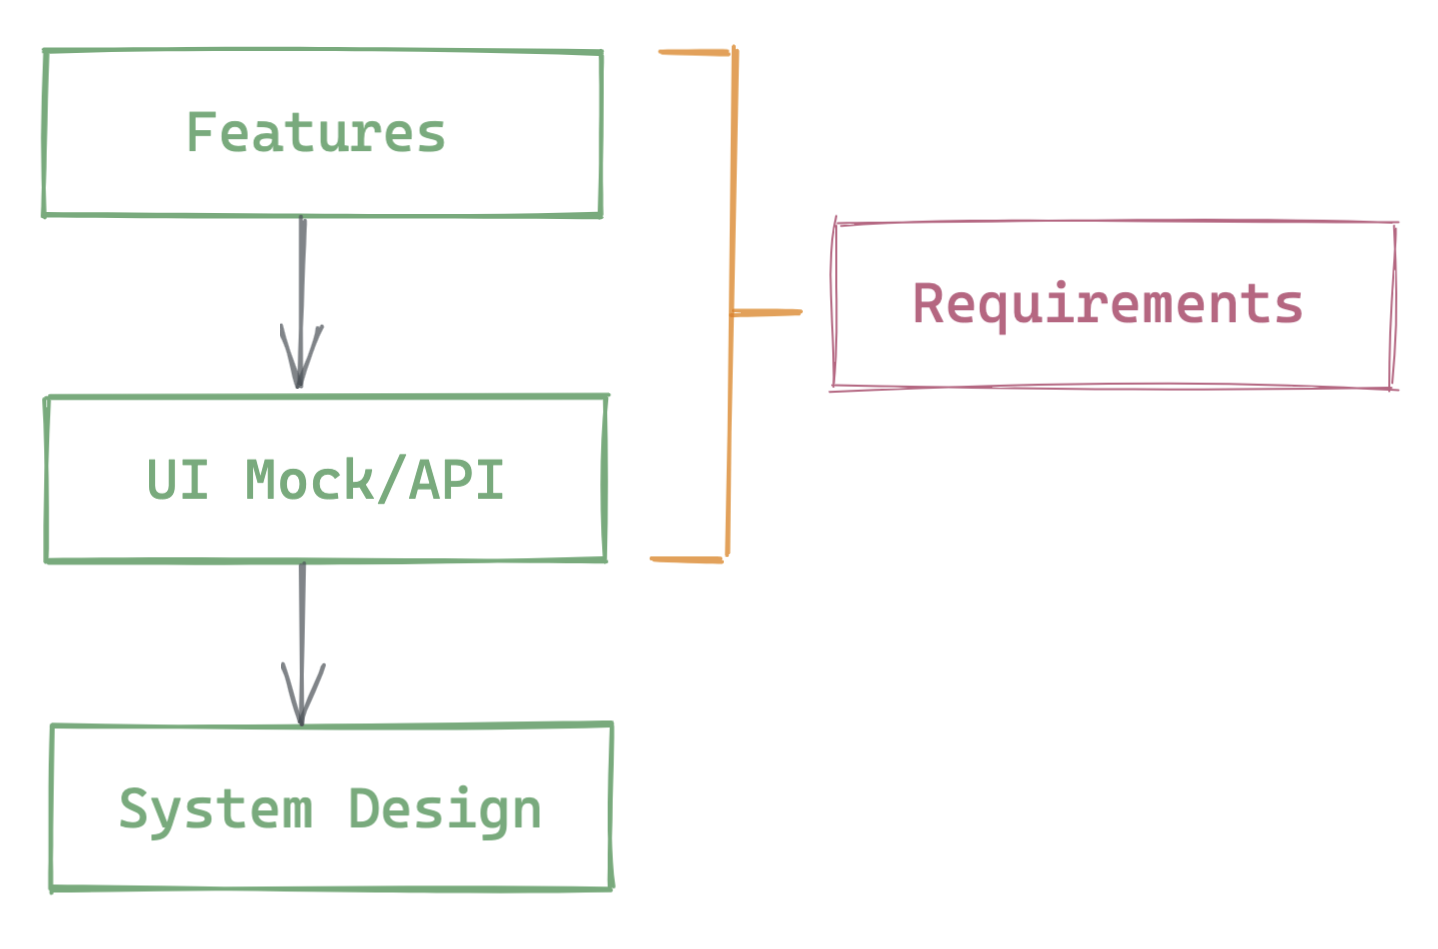 Features
Requirements
UI Mock/API
System Design